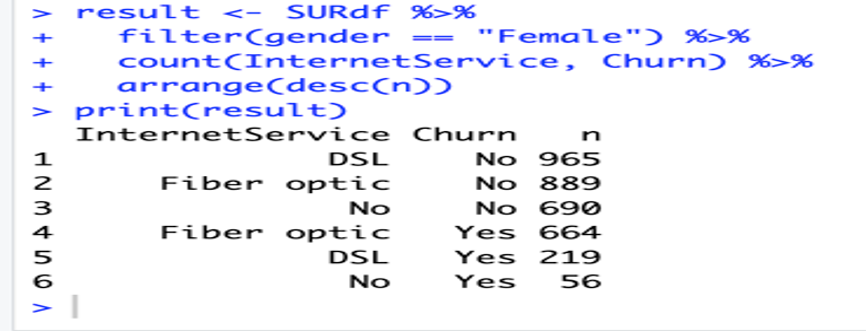 > result <- SURdf %>%
+   filter(gender == "Female") %>%
+   count(InternetService, Churn) %>%
+   arrange(desc(n))
> print(result)
  InternetService Churn   n
1             DSL    No 965
2     Fiber optic    No 889
3              No    No 690
4     Fiber optic   Yes 664
5             DSL   Yes 219
6              No   Yes  56
>